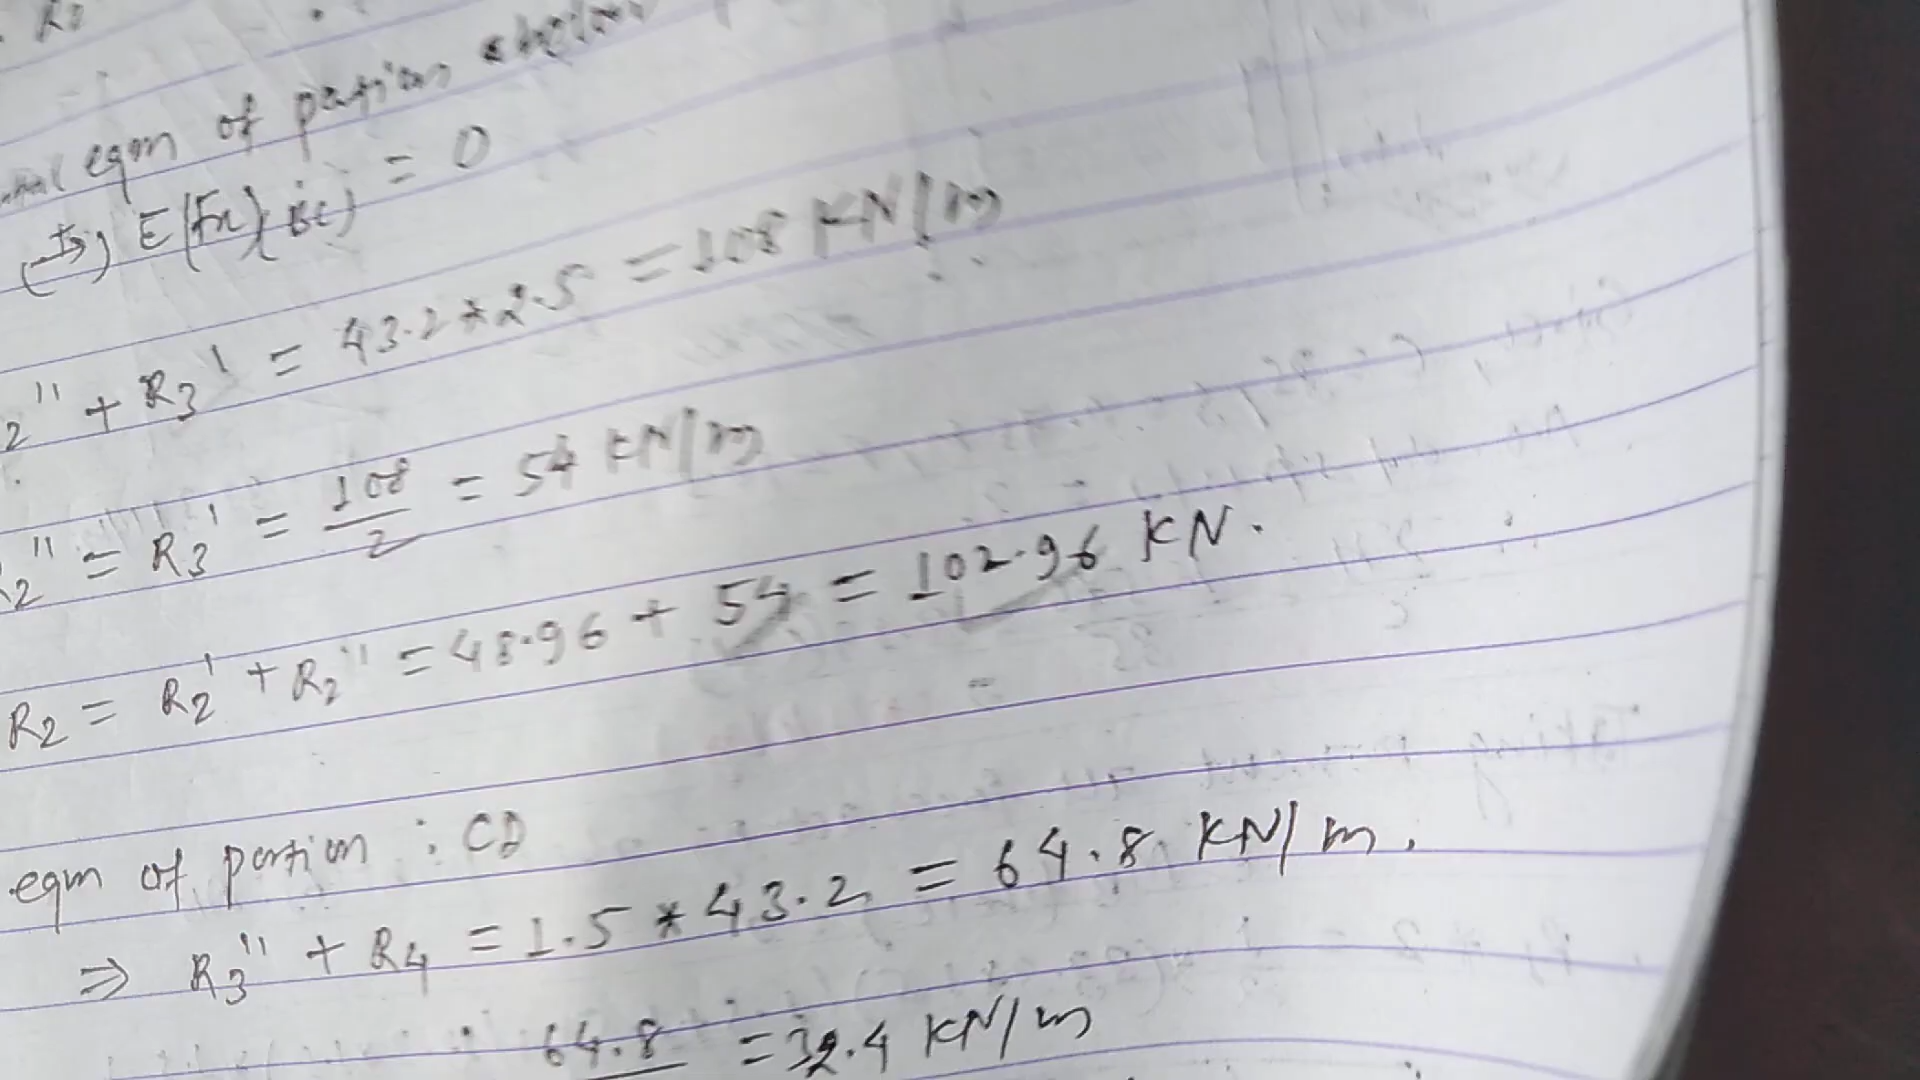 eqm of portion
(→+) Σ(Fx)(BC) = 0
2'' + R3' = 43.2*2.5 = 108 KN/m
2'' = R3' = 108/2 = 54 KN/m
R2 = R2' + R2'' = 48.96 + 54 = 102.96 KN.
eqm of portion : CD
⇒ R3'' + R4 = 1.5 * 43.2 = 64.8 KN/m.
64.8 = 32.4 KN/m